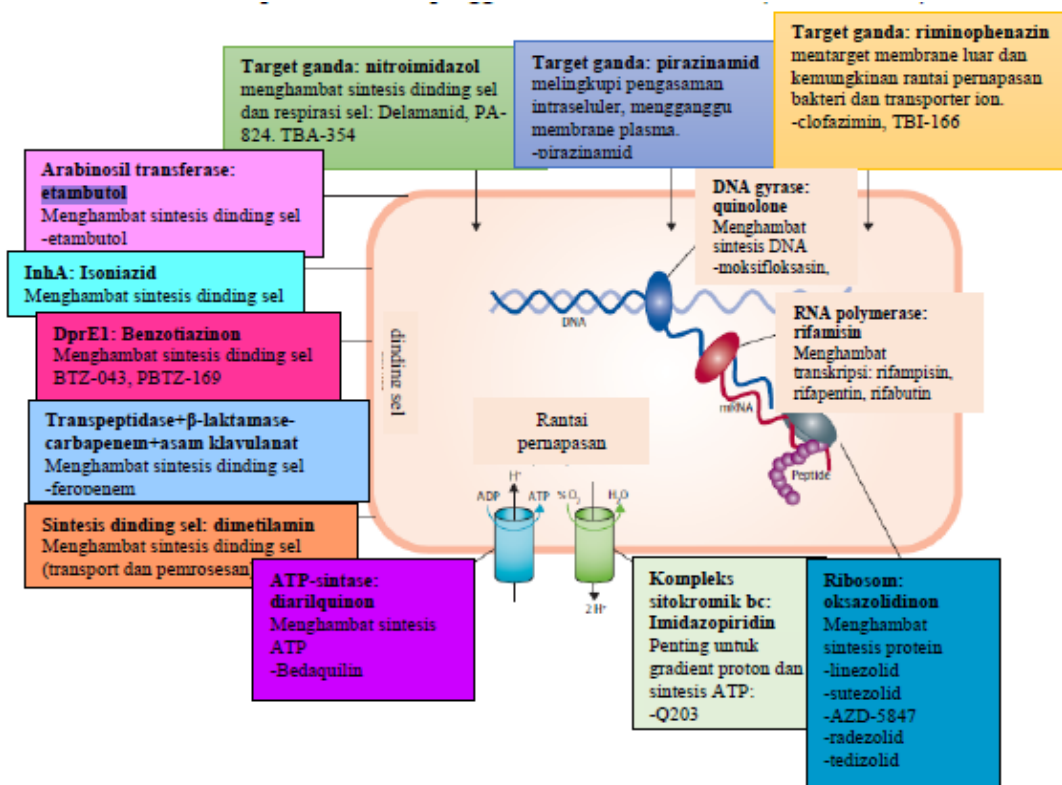 Target ganda: nitroimidazol
menghambat sintesis dinding sel
dan respirasi sel: Delamanid, PA-
824. TBA-354
Target ganda: pirazinamid
melingkupi pengasaman
intraseluler, mengganggu
membrane plasma.
-pirazinamid
Target ganda: riminophenazin
mentarget membrane luar dan
kemungkinan rantai pernapasan
bakteri dan transporter ion.
-clofazimin, TBI-166
Arabinosil transferase:
etambutol
Menghambat sintesis dinding sel
-etambutol
InhA: Isoniazid
Menghambat sintesis dinding sel
DprE1: Benzotiazinon
Menghambat sintesis dinding sel
BTZ-043, PBTZ-169
Transpeptidase+β-laktamase-
carbapenem+asam klavulanat
Menghambat sintesis dinding sel
-feropenem
Sintesis dinding sel: dimetilamin
Menghambat sintesis dinding sel
(transport dan pemrosesan)
dinding sel
DNA gyrase:
quinolone
Menghambat
sintesis DNA
-moksifloksasin,
DNA
RNA polymerase:
rifamisin
Menghambat
transkripsi: rifampisin,
rifapentin, rifabutin
mRNA
Peptide
Rantai
pernapasan
H⁺
ADP
ATP
½O₂
H₂O
2 H⁺
ATP-sintase:
diarilquinon
Menghambat sintesis
ATP
-Bedaquilin
Kompleks
sitokromik bc:
Imidazopiridin
Penting untuk
gradient proton dan
sintesis ATP:
-Q203
Ribosom:
oksazolidinon
Menghambat
sintesis protein
-linezolid
-sutezolid
-AZD-5847
-radezolid
-tedizolid